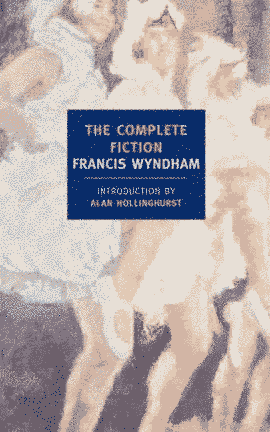 THE COMPLETE
FICTION
FRANCIS WYNDHAM
INTRODUCTION BY
ALAN HOLLINGHURST